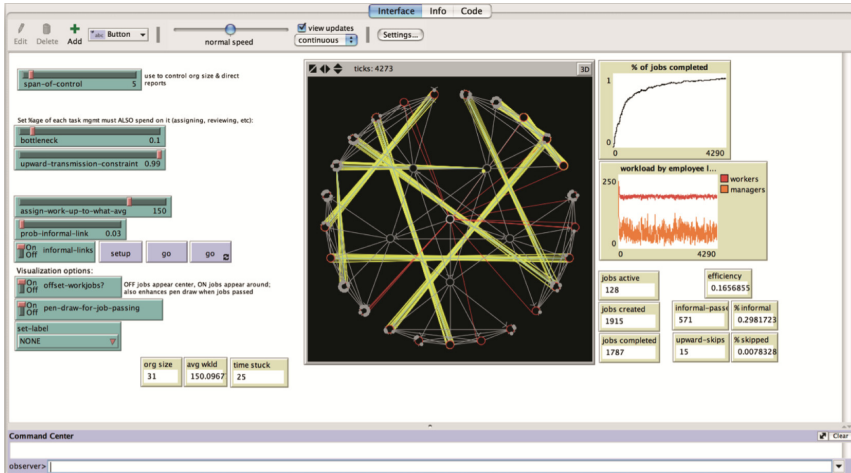 Interface Info Code
Edit Delete Add Button normal speed view updates continuous Settings...
span-of-control 5
use to control org size & direct
reports
Set %age of each task mgmt must ALSO spend on it (assigning, reviewing, etc):
bottleneck 0.1
upward-transmission-constraint 0.99
assign-work-up-to-what-avg 150
prob-informal-link 0.03
On
Off informal-links
setup
go
go
Visualization options:
On
Off offset-workjobs?
OFF jobs appear center, ON jobs appear around;
also enhances pen draw when jobs passed
On
Off pen-draw-for-job-passing
set-label
NONE
org size
31
avg wkld
150.0967
time stuck
25
ticks: 4273
3D
% of jobs completed
1
0
0 4290
workload by employee l...
250
0
0 4290
workers
managers
jobs active
128
efficiency
0.1656855
jobs created
1915
informal-passe
571
% informal
0.2981723
jobs completed
1787
upward-skips
15
% skipped
0.0078328
Command Center
Clear
observer>